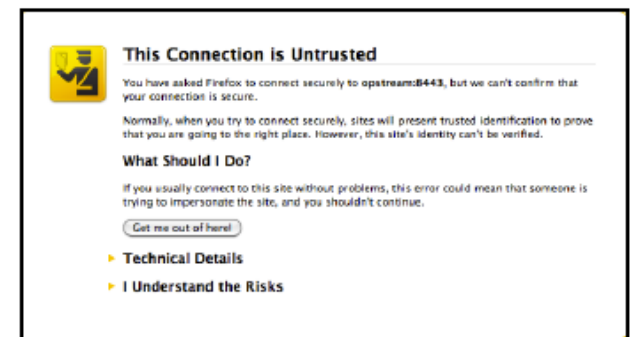 This Connection is Untrusted
You have asked Firefox to connect securely to opstream:8443, but we can't confirm that
your connection is secure.
Normally, when you try to connect securely, sites will present trusted identification to prove
that you are going to the right place. However, this site's identity can't be verified.
What Should I Do?
If you usually connect to this site without problems, this error could mean that someone is
trying to impersonate the site, and you shouldn't continue.
Get me out of here!
Technical Details
I Understand the Risks